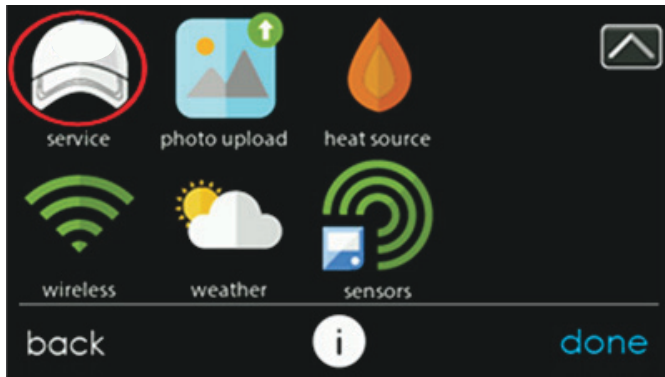 service photo upload heat source
wireless weather sensors
back i done